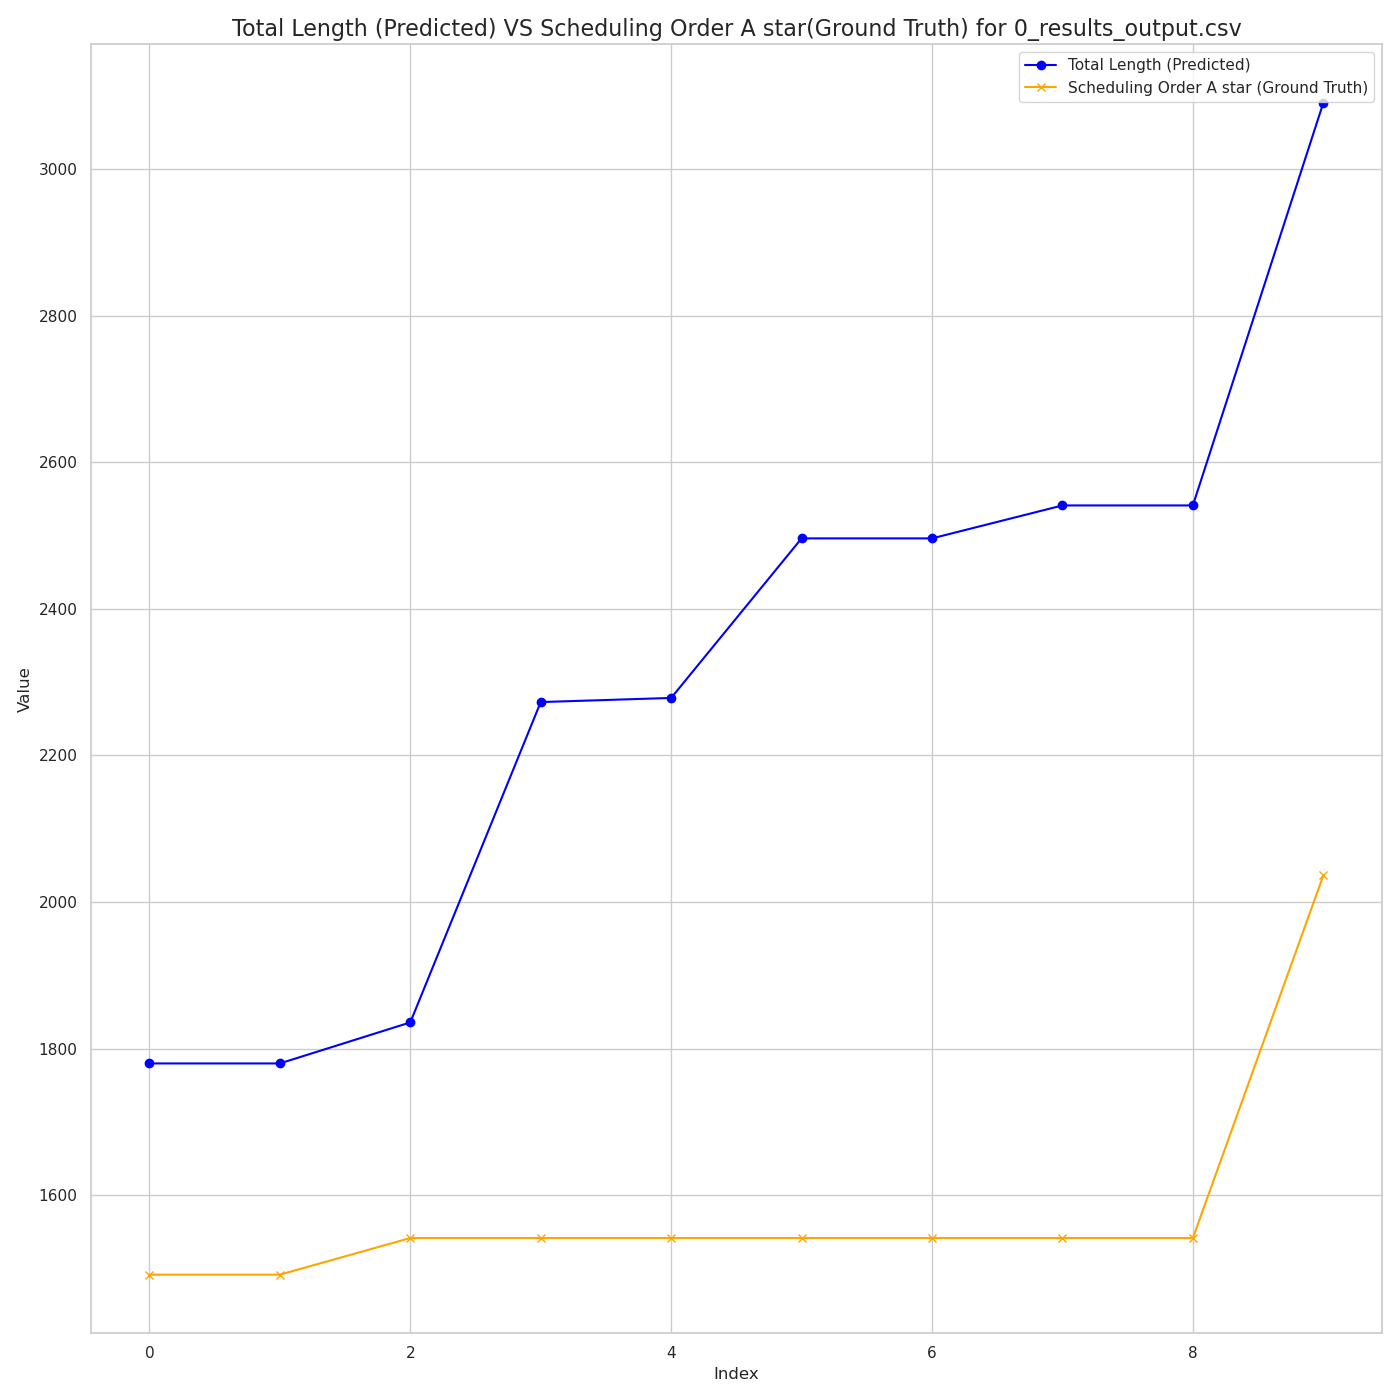 Total Length (Predicted) VS Scheduling Order A star(Ground Truth) for 0_results_output.csv
Total Length (Predicted)
Scheduling Order A star (Ground Truth)
Value
3000
2800
2600
2400
2200
2000
1800
1600
0 2 4 6 8
Index